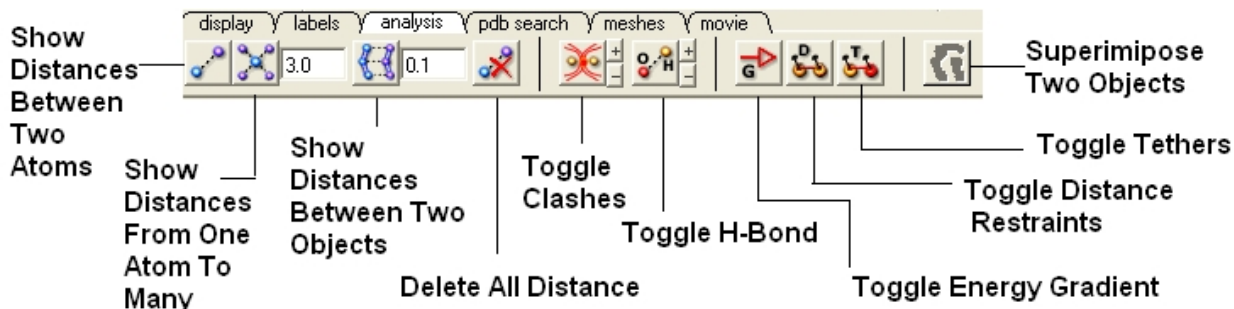 display labels analysis pdb search meshes movie
3.0
0.1
+
-
O
H
+
-
G
D
T
Show
Distances
Between
Two
Atoms
Show
Distances
From One
Atom To
Many
Show
Distances
Between Two
Objects
Delete All Distance
Toggle
Clashes
Toggle H-Bond
Toggle Energy Gradient
Toggle Distance
Restraints
Toggle Tethers
Superimipose
Two Objects